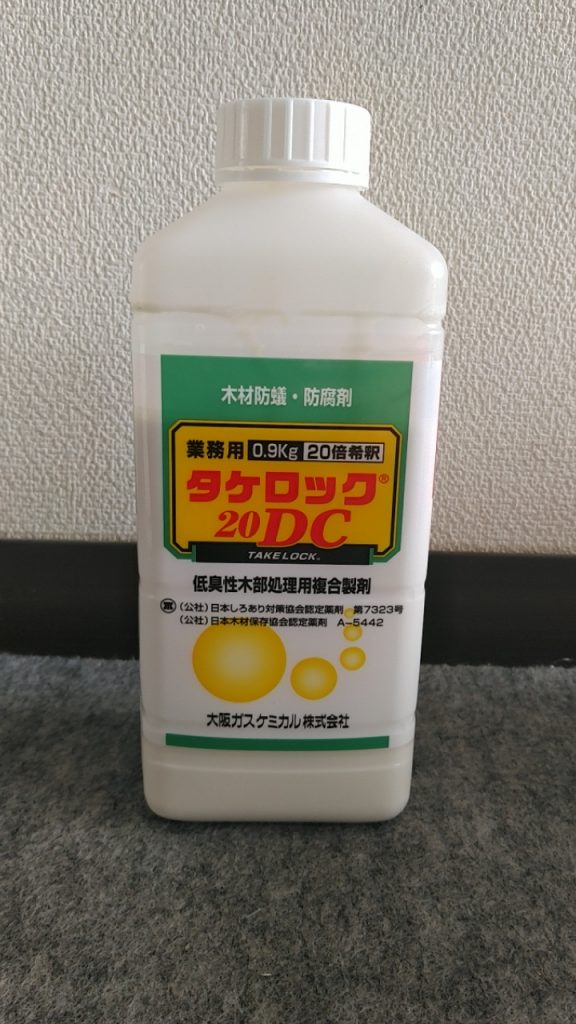 木材防蟻・防腐剤
業務用 0.9Kg 20倍希釈
タケロック®
20DC
TAKELOCK®
低臭性木部処理用複合製剤
(公社)日本しろあり対策協会認定薬剤 第7323号
(公社)日本木材保存協会認定薬剤 A-5442
大阪ガスケミカル株式会社